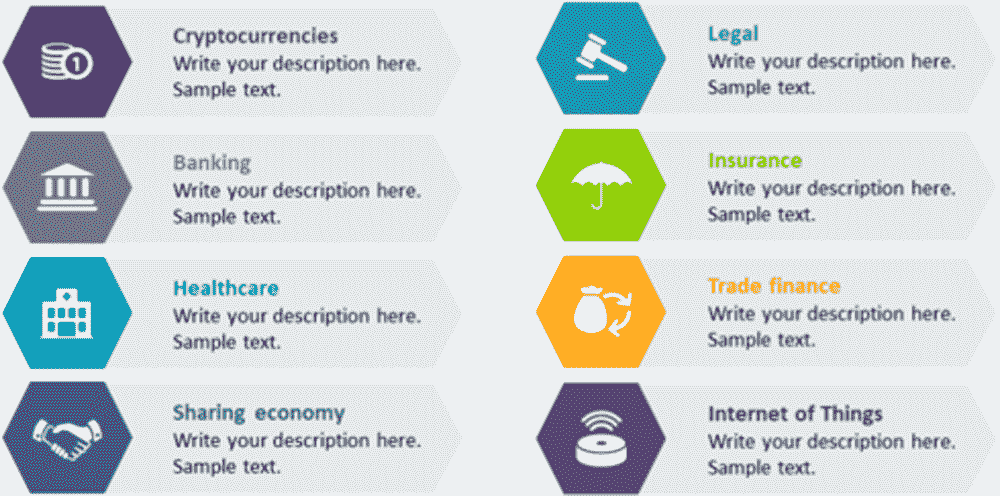 Cryptocurrencies
Write your description here.
Sample text.
Banking
Write your description here.
Sample text.
Healthcare
Write your description here.
Sample text.
Sharing economy
Write your description here.
Sample text.
Legal
Write your description here.
Sample text.
Insurance
Write your description here.
Sample text.
Trade finance
Write your description here.
Sample text.
Internet of Things
Write your description here.
Sample text.
1